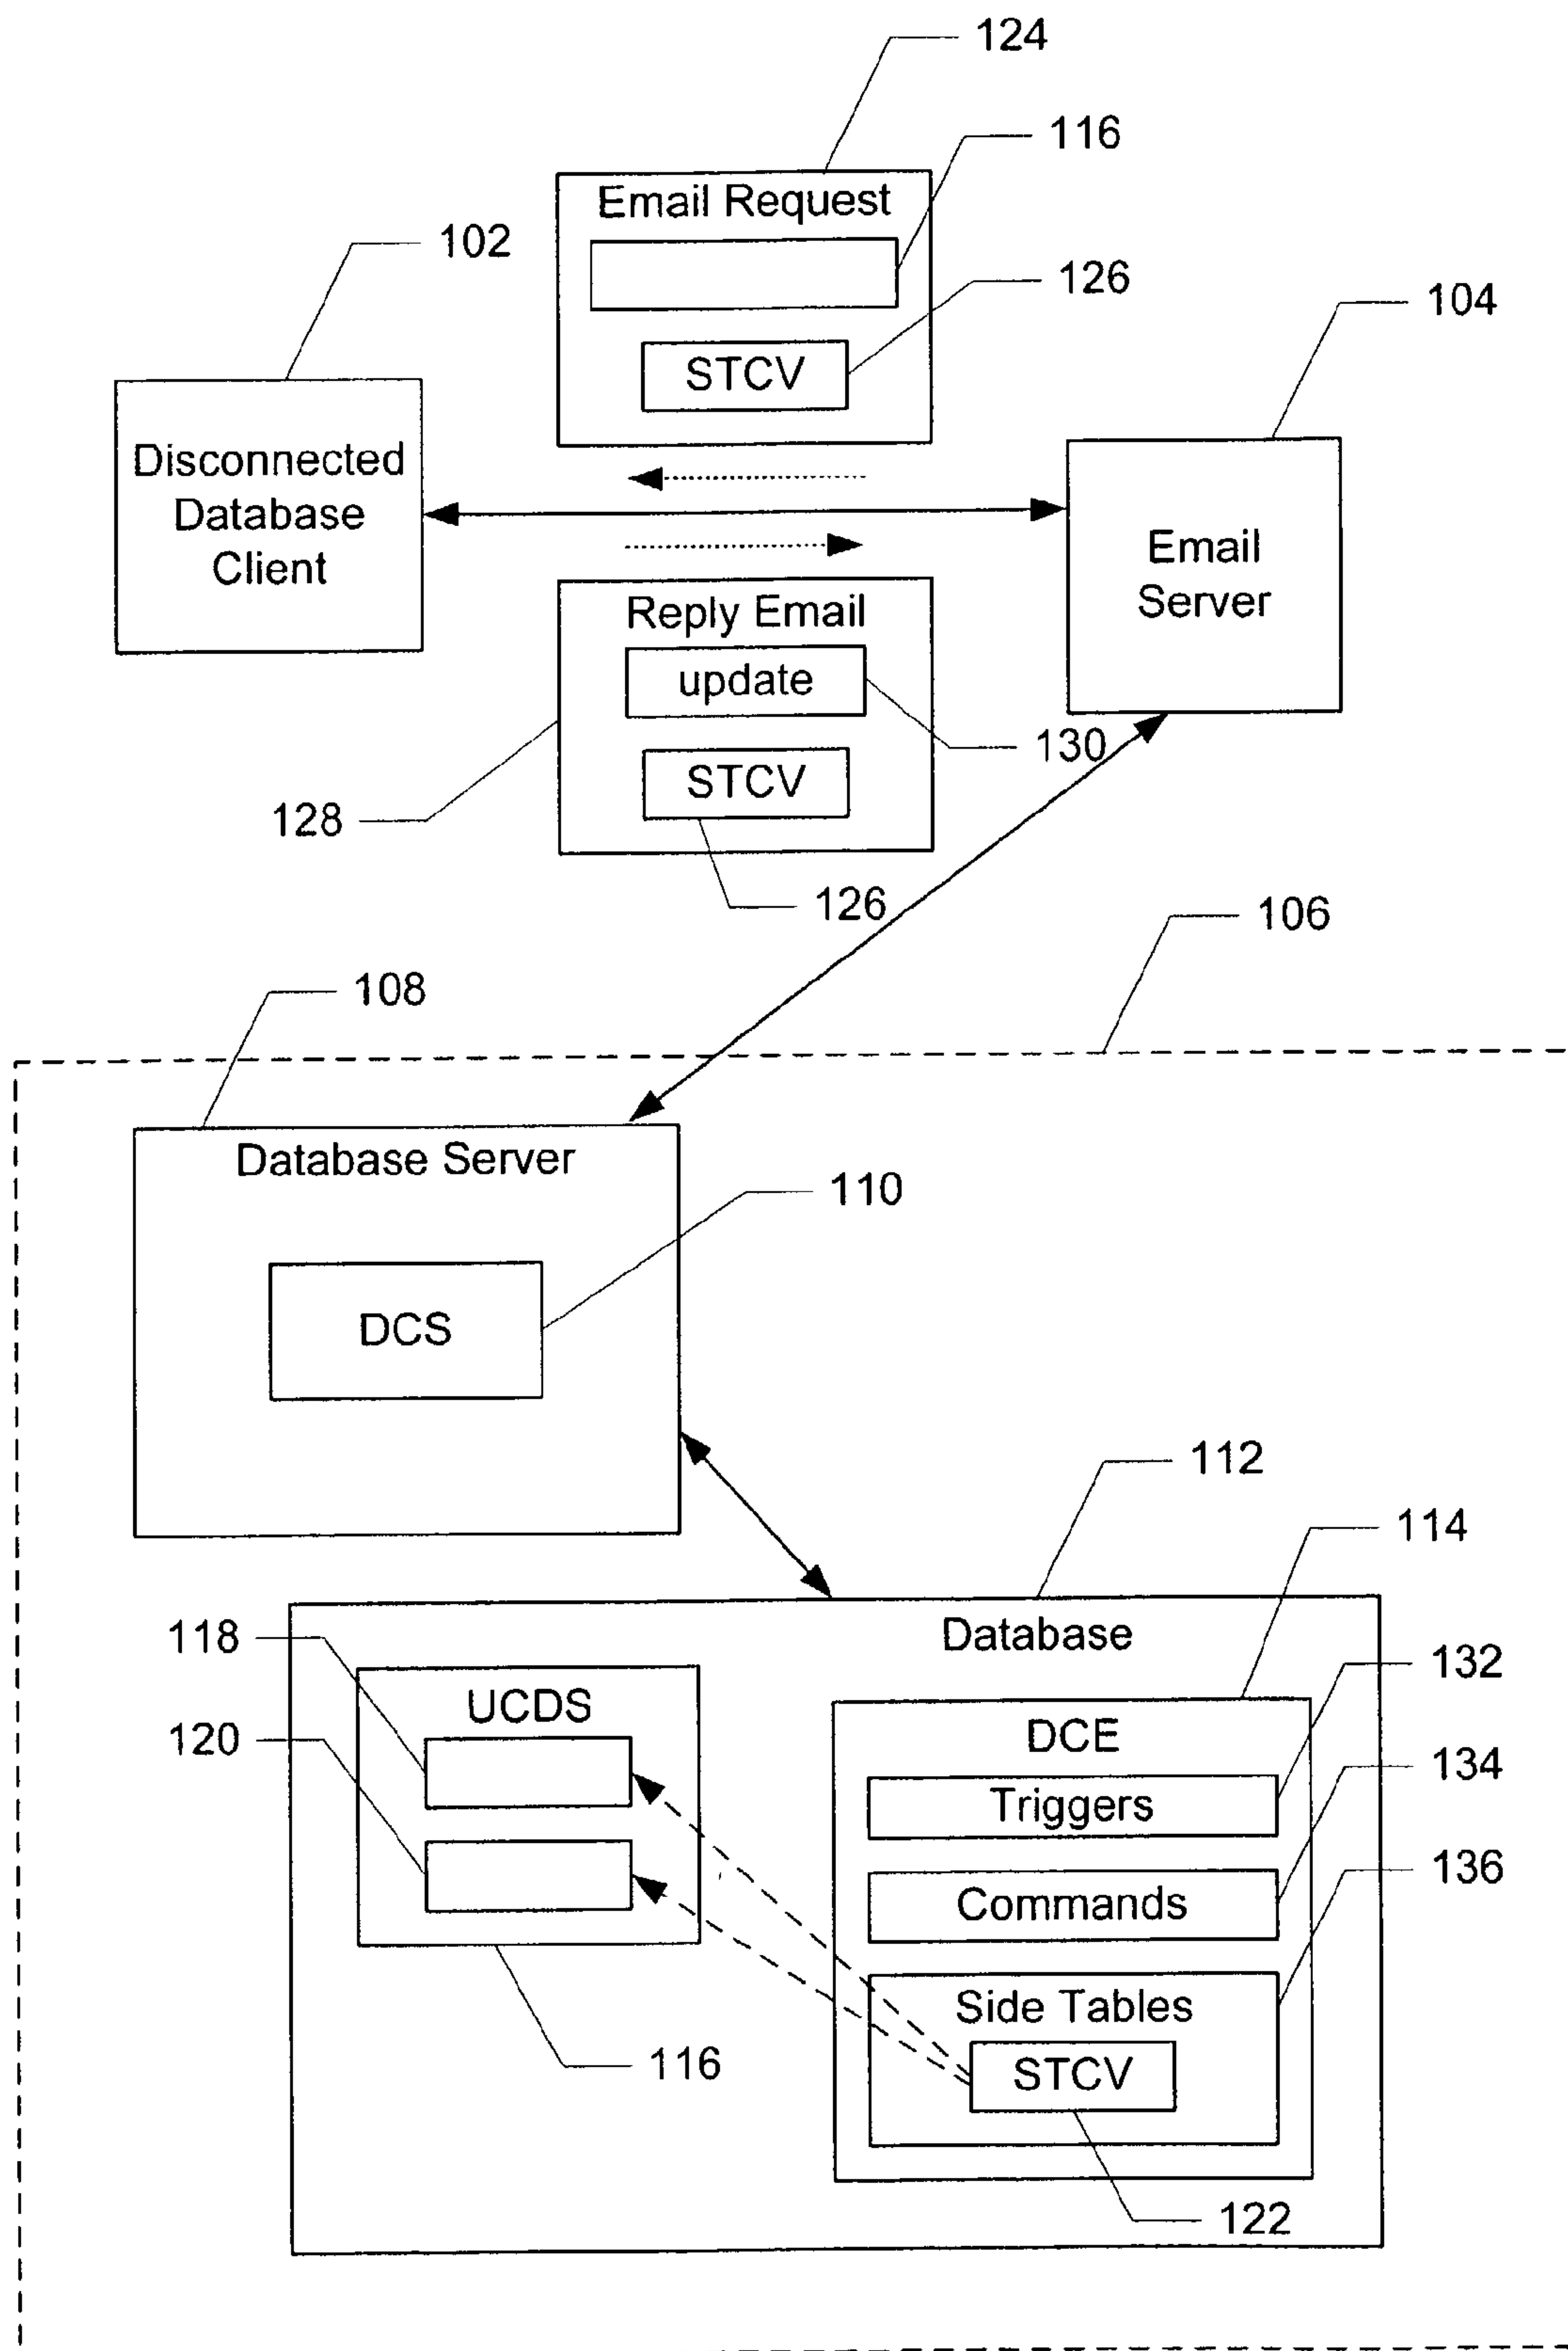 124
116
Email Request
102
126
104
STCV
Disconnected
Database
Client
Email
Server
Reply Email
update
130
STCV
128
126
106
108
Database Server
110
DCS
112
114
118
Database
132
UCDS
120
DCE
134
Triggers
136
Commands
Side Tables
116
STCV
122